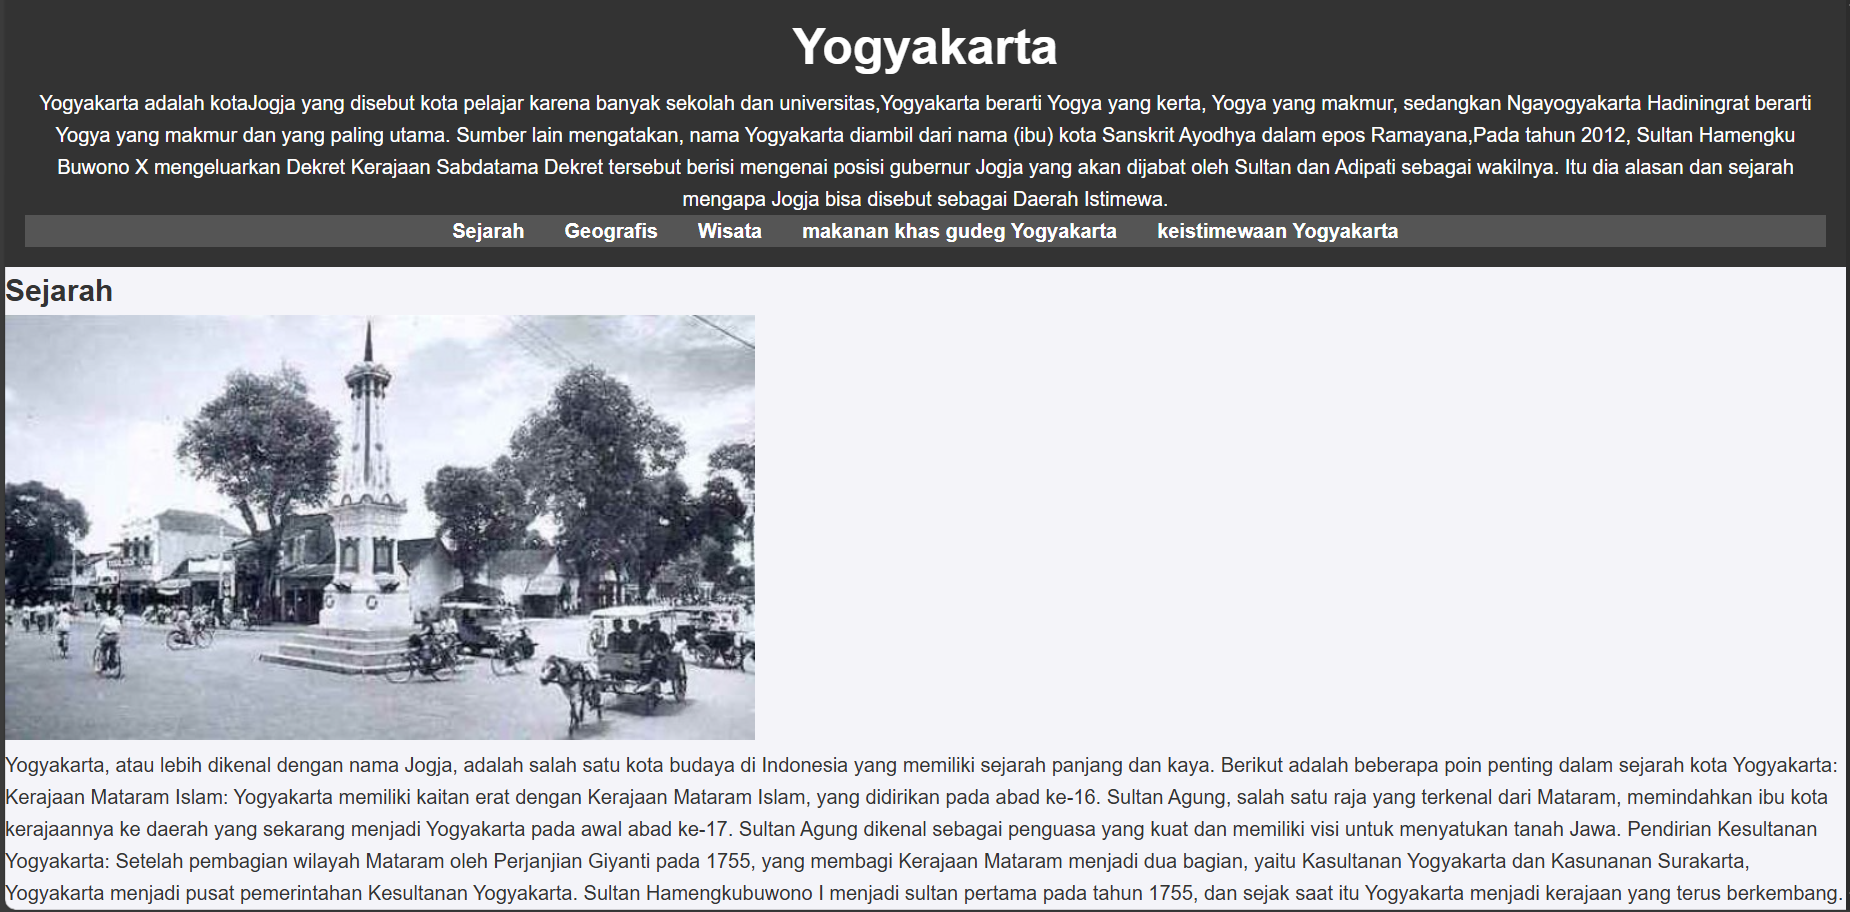 Yogyakarta
Yogyakarta adalah kotaJogja yang disebut kota pelajar karena banyak sekolah dan universitas,Yogyakarta berarti Yogya yang kerta, Yogya yang makmur, sedangkan Ngayogyakarta Hadiningrat berarti
Yogya yang makmur dan yang paling utama. Sumber lain mengatakan, nama Yogyakarta diambil dari nama (ibu) kota Sanskrit Ayodhya dalam epos Ramayana,Pada tahun 2012, Sultan Hamengku
Buwono X mengeluarkan Dekret Kerajaan Sabdatama Dekret tersebut berisi mengenai posisi gubernur Jogja yang akan dijabat oleh Sultan dan Adipati sebagai wakilnya. Itu dia alasan dan sejarah
mengapa Jogja bisa disebut sebagai Daerah Istimewa.
Sejarah Geografis Wisata makanan khas gudeg Yogyakarta keistimewaan Yogyakarta
Sejarah
Yogyakarta, atau lebih dikenal dengan nama Jogja, adalah salah satu kota budaya di Indonesia yang memiliki sejarah panjang dan kaya. Berikut adalah beberapa poin penting dalam sejarah kota Yogyakarta:
Kerajaan Mataram Islam: Yogyakarta memiliki kaitan erat dengan Kerajaan Mataram Islam, yang didirikan pada abad ke-16. Sultan Agung, salah satu raja yang terkenal dari Mataram, memindahkan ibu kota
kerajaannya ke daerah yang sekarang menjadi Yogyakarta pada awal abad ke-17. Sultan Agung dikenal sebagai penguasa yang kuat dan memiliki visi untuk menyatukan tanah Jawa. Pendirian Kesultanan
Yogyakarta: Setelah pembagian wilayah Mataram oleh Perjanjian Giyanti pada 1755, yang membagi Kerajaan Mataram menjadi dua bagian, yaitu Kasultanan Yogyakarta dan Kasunanan Surakarta,
Yogyakarta menjadi pusat pemerintahan Kesultanan Yogyakarta. Sultan Hamengkubuwono I menjadi sultan pertama pada tahun 1755, dan sejak saat itu Yogyakarta menjadi kerajaan yang terus berkembang.